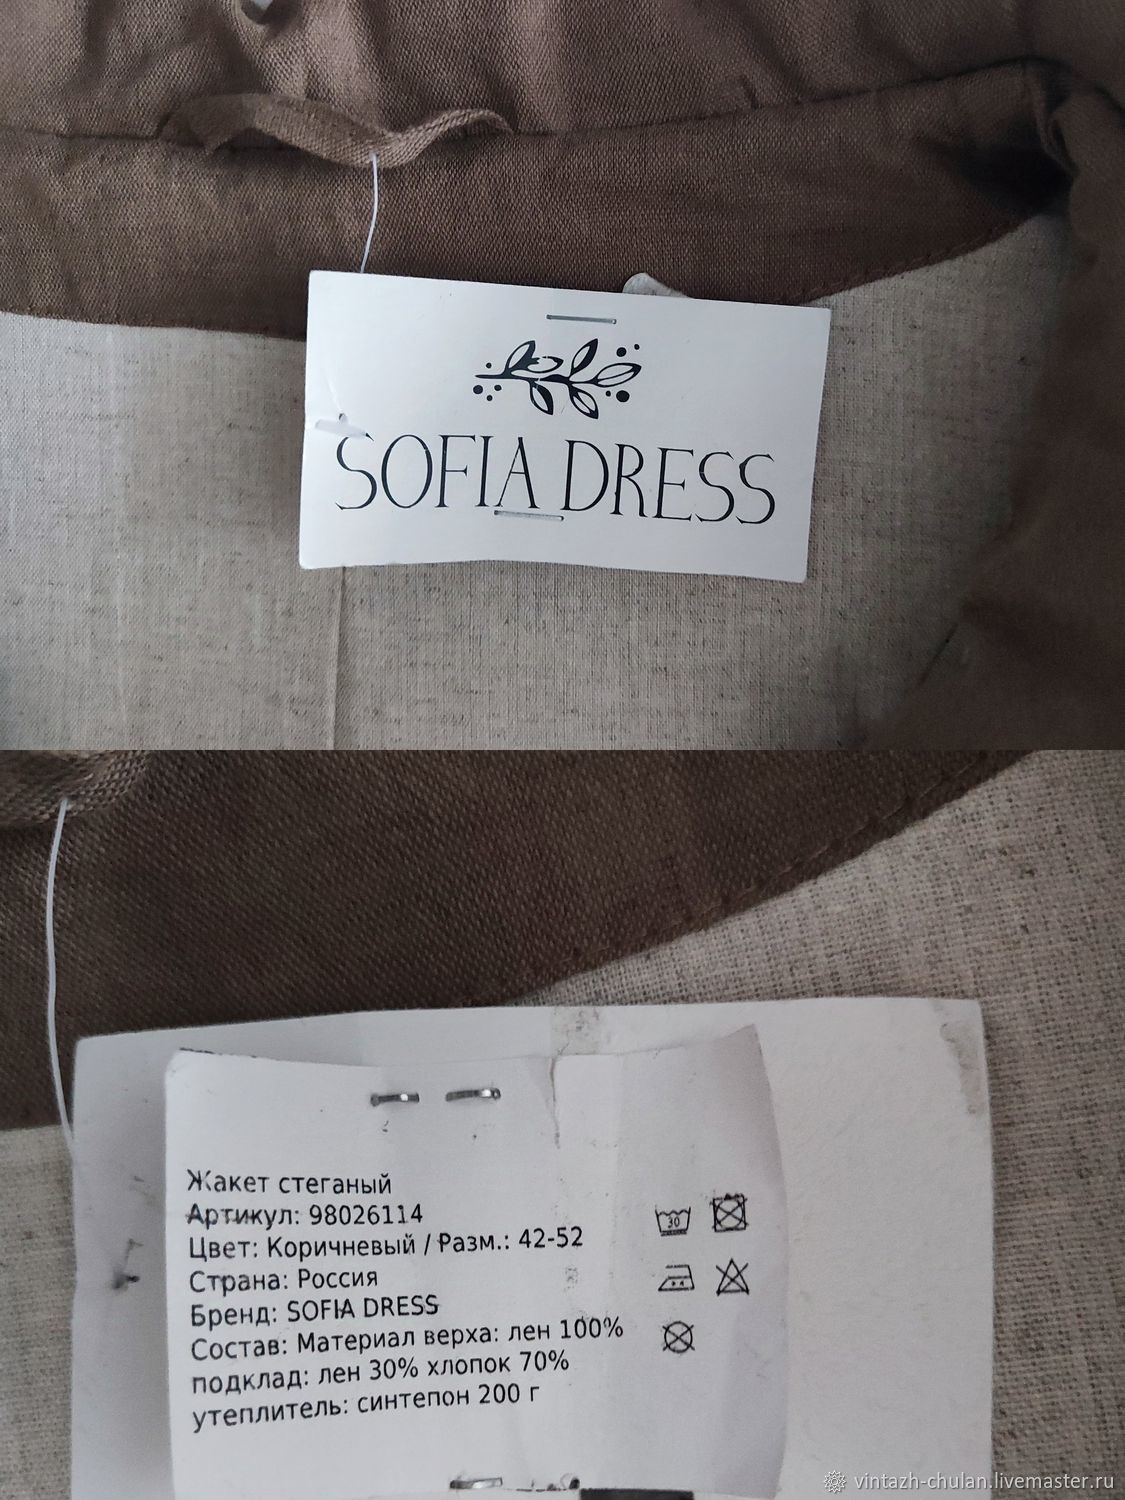 SOFIA DRESS
Жакет стеганый
Артикул: 98026114
Цвет: Коричневый / Разм.: 42-52
Страна: Россия
Бренд: SOFIA DRESS
Состав: Материал верха: лен 100%
подклад: лен 30% хлопок 70%
утеплитель: синтепон 200 г
30
vintazh-chulan.livemaster.ru